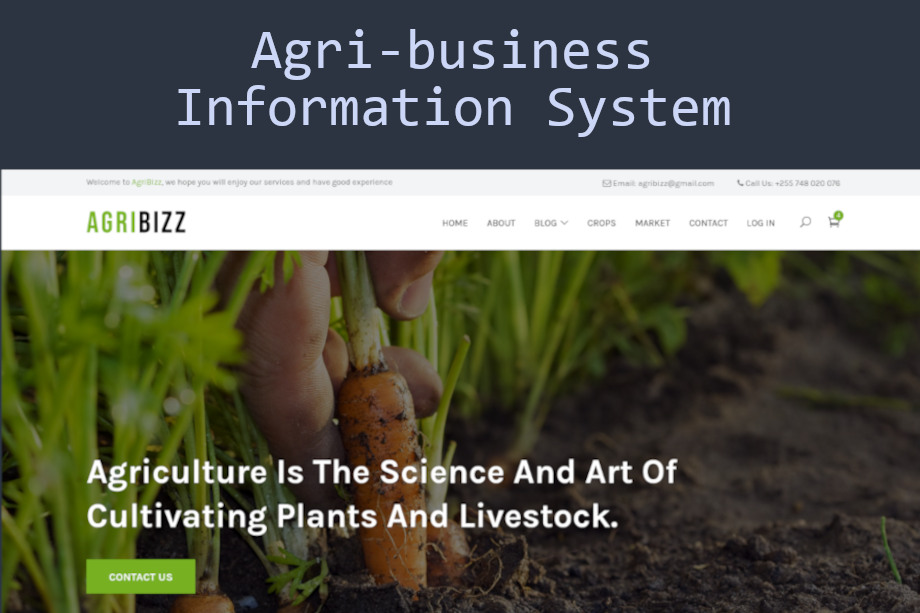 Agri-business
Information System
Welcome to AgriBizz, we hope you will enjoy our services and have good experience
Email: agribizz@gmail.com
Call Us: +255 748 020 076
AGRIBIZZ
HOME ABOUT BLOG CROPS MARKET CONTACT LOG IN
Agriculture Is The Science And Art Of
Cultivating Plants And Livestock.
CONTACT US